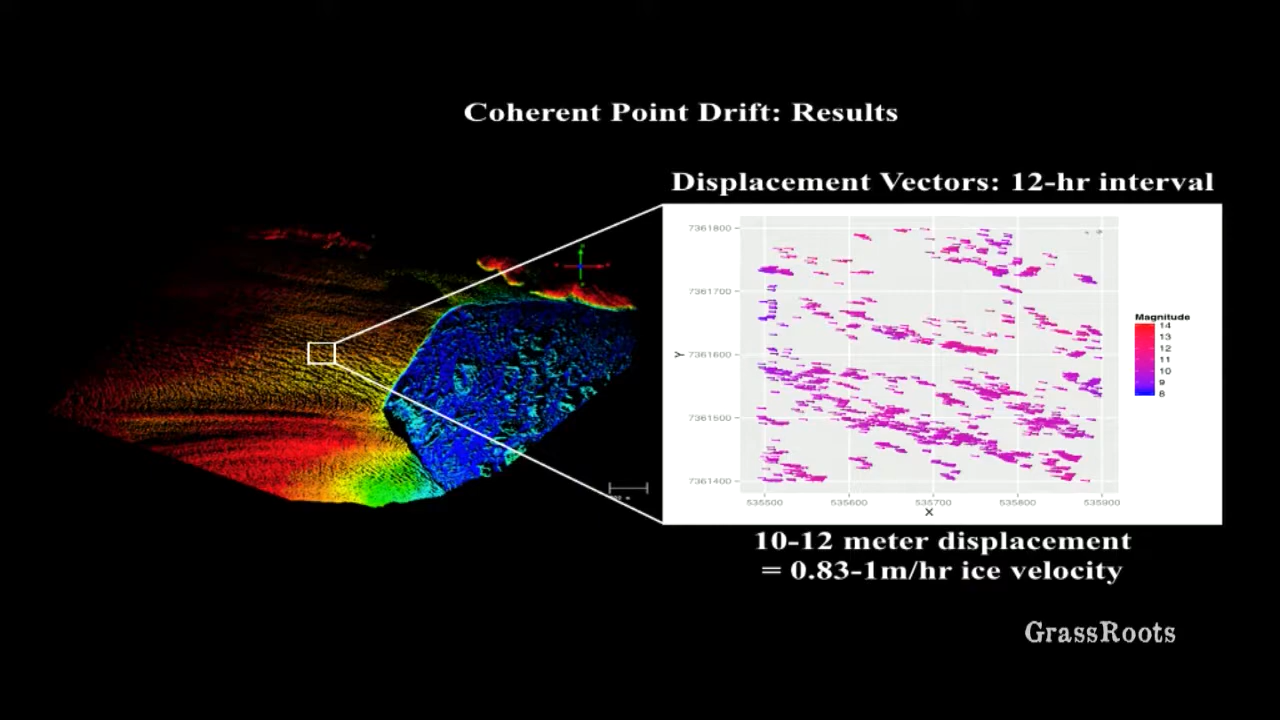 Coherent Point Drift: Results
Displacement Vectors: 12-hr interval
7361800
7361700
7361600
7361500
7361400
Y
535500
535600
535700
535800
535900
X
Magnitude
14
13
12
11
10
9
8
10-12 meter displacement
= 0.83-1m/hr ice velocity
GrassRoots